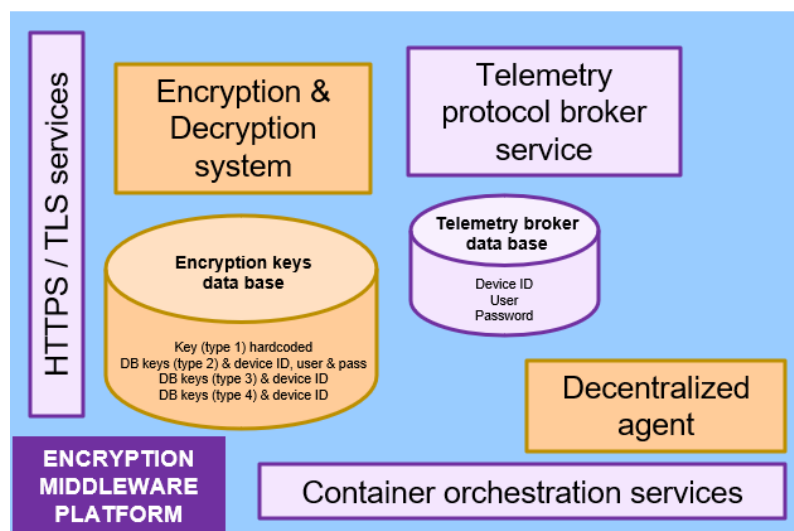 HTTPS / TLS services
Encryption &
Decryption
system
Telemetry
protocol broker
service
Encryption keys
data base
Key (type 1) hardcoded
DB keys (type 2) & device ID, user & pass
DB keys (type 3) & device ID
DB keys (type 4) & device ID
Telemetry broker
data base
Device ID
User
Password
Decentralized
agent
ENCRYPTION
MIDDLEWARE
PLATFORM
Container orchestration services